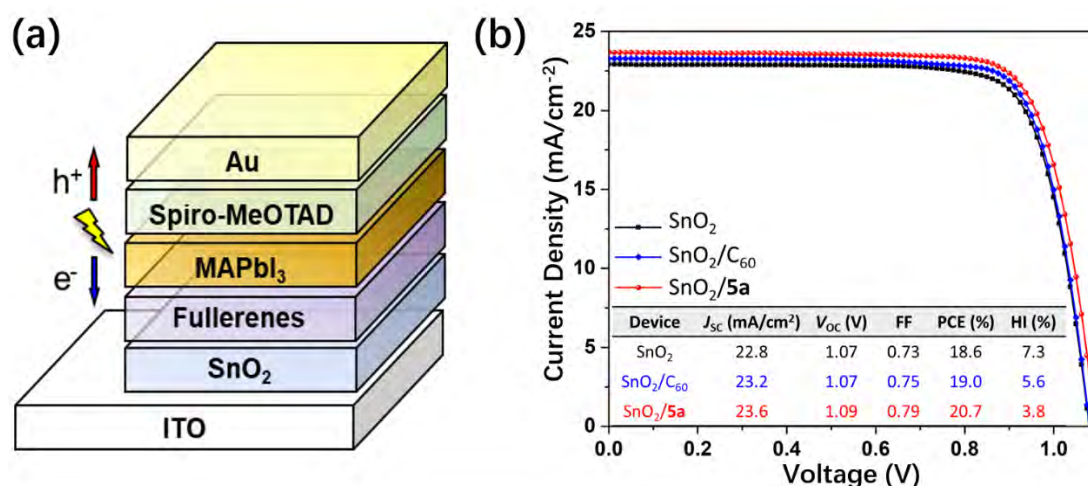 (a)
Au
h⁺
Spiro-MeOTAD
MAPbI₃
e⁻
Fullerenes
SnO₂
ITO
(b)
Current Density (mA/cm⁻²)
25
20
15
10
5
0
SnO₂
SnO₂/C₆₀
SnO₂/5a
Device J_SC (mA/cm²) V_OC (V) FF PCE (%) HI (%)
SnO₂ 22.8 1.07 0.73 18.6 7.3
SnO₂/C₆₀ 23.2 1.07 0.75 19.0 5.6
SnO₂/5a 23.6 1.09 0.79 20.7 3.8
0.0 0.2 0.4 0.6 0.8 1.0
Voltage (V)